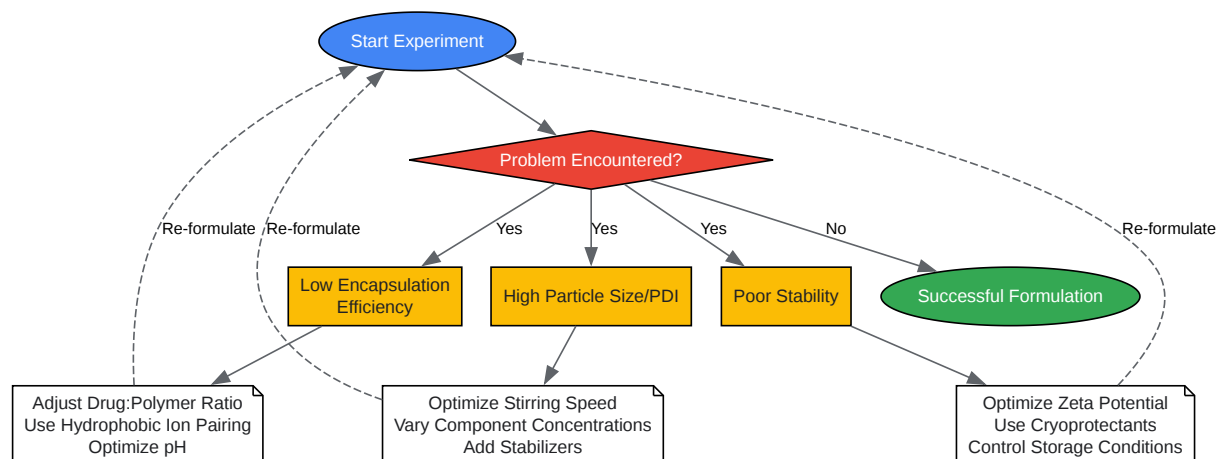 Start Experiment
Problem Encountered?
Re-formulate
Re-formulate
Yes
Yes
Yes
No
Re-formulate
Low Encapsulation
Efficiency
High Particle Size/PDI
Poor Stability
Successful Formulation
Adjust Drug:Polymer Ratio
Use Hydrophobic Ion Pairing
Optimize pH
Optimize Stirring Speed
Vary Component Concentrations
Add Stabilizers
Optimize Zeta Potential
Use Cryoprotectants
Control Storage Conditions